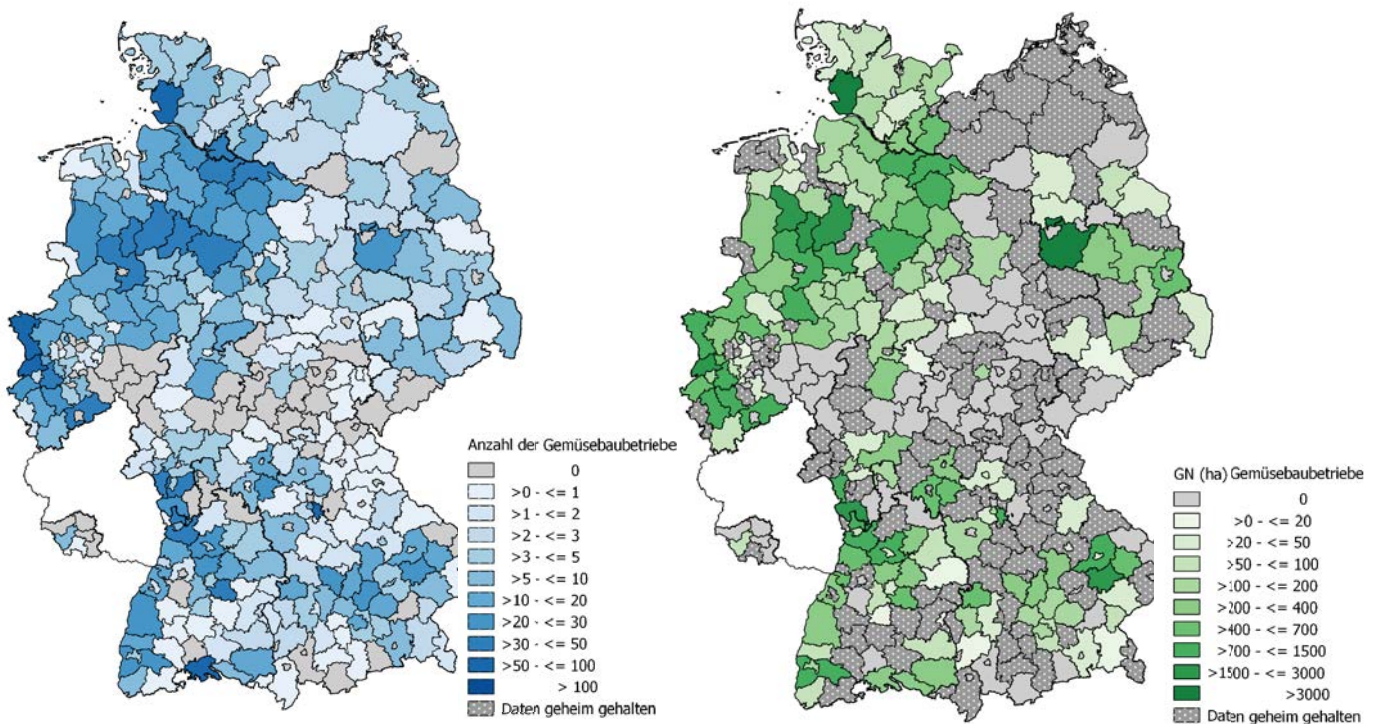 Anzahl der Gemüsebaubetriebe
0
>0 - <= 1
>1 - <= 2
>2 - <= 3
>3 - <= 5
>5 - <= 10
>10 - <= 20
>20 - <= 30
>30 - <= 50
>50 - <= 100
> 100
Daten geheim gehalten
GN (ha) Gemüsebaubetriebe
0
>0 - <= 20
>20 - <= 50
>50 - <= 100
>100 - <= 200
>200 - <= 400
>400 - <= 700
>700 - <= 1500
>1500 - <= 3000
>3000
Daten geheim gehalten